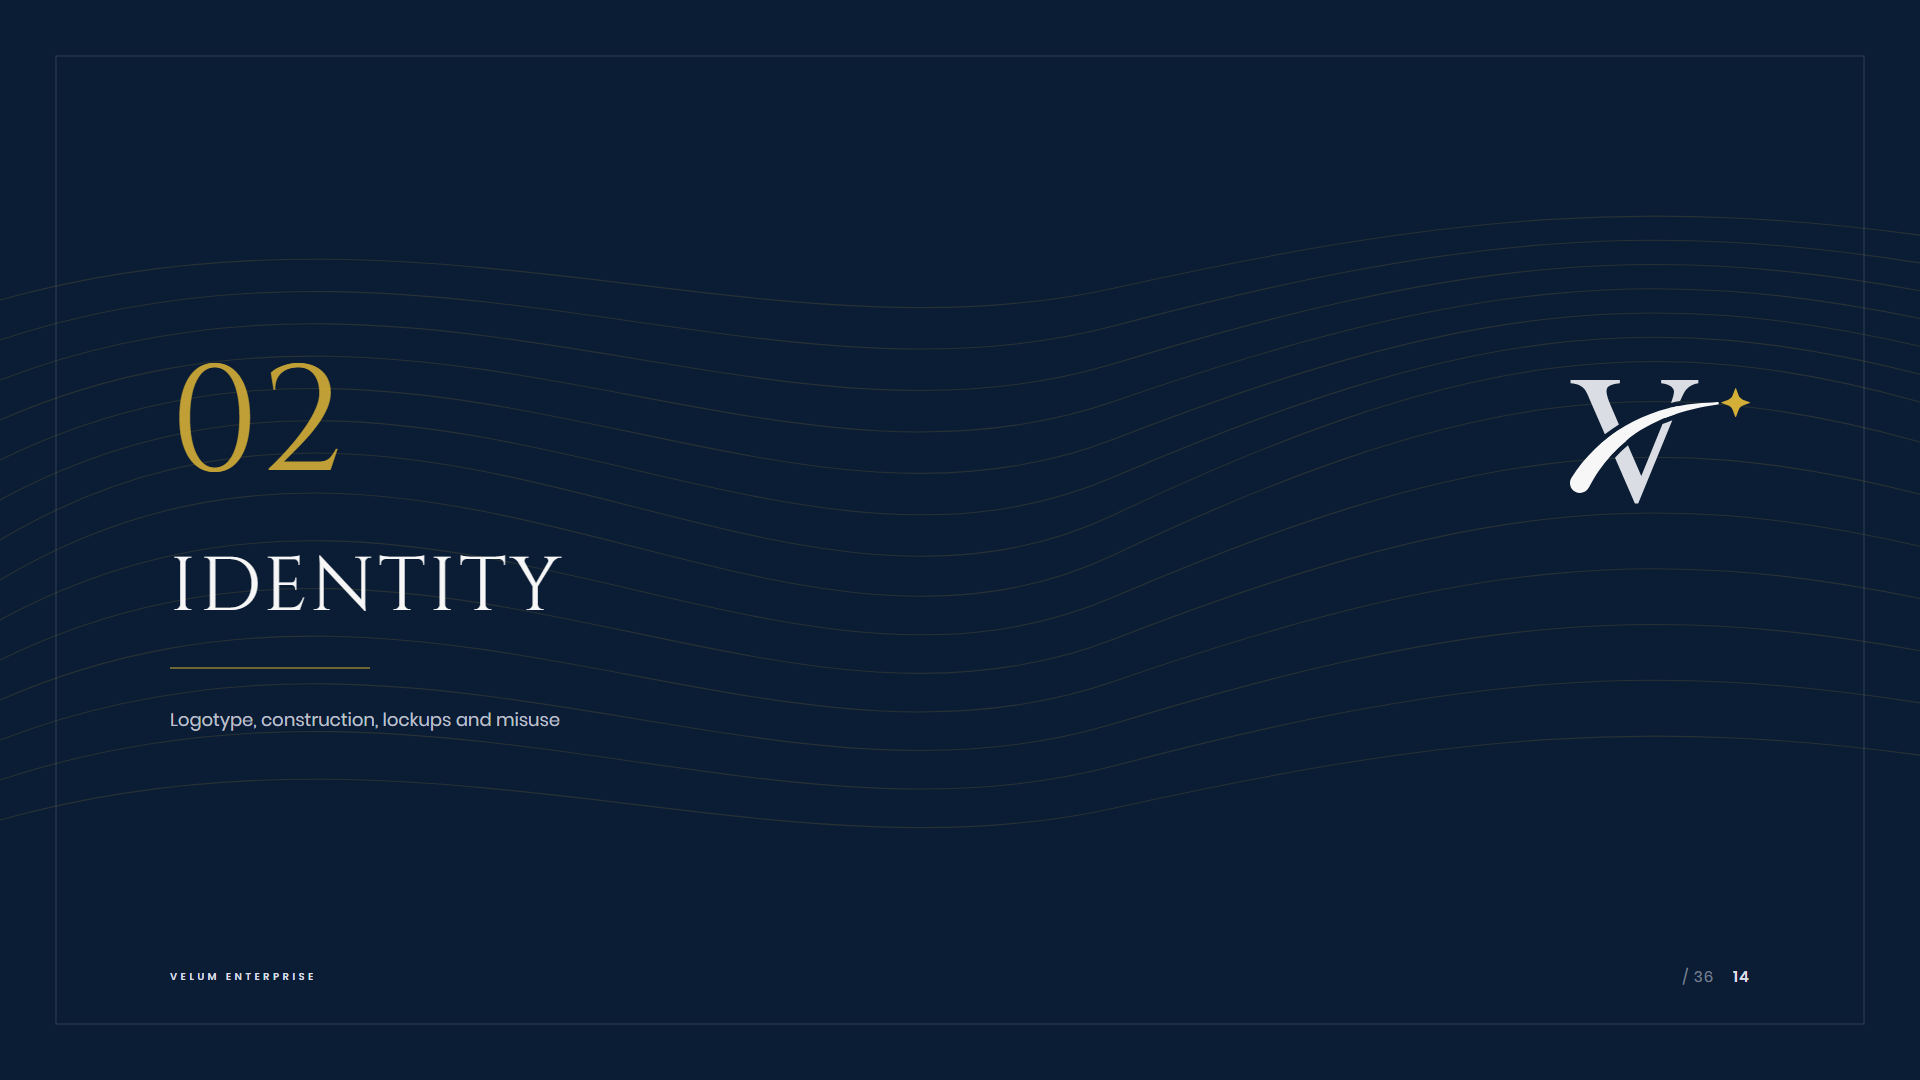 02
IDENTITY
Logotype, construction, lockups and misuse
VELUM ENTERPRISE
/ 36 14